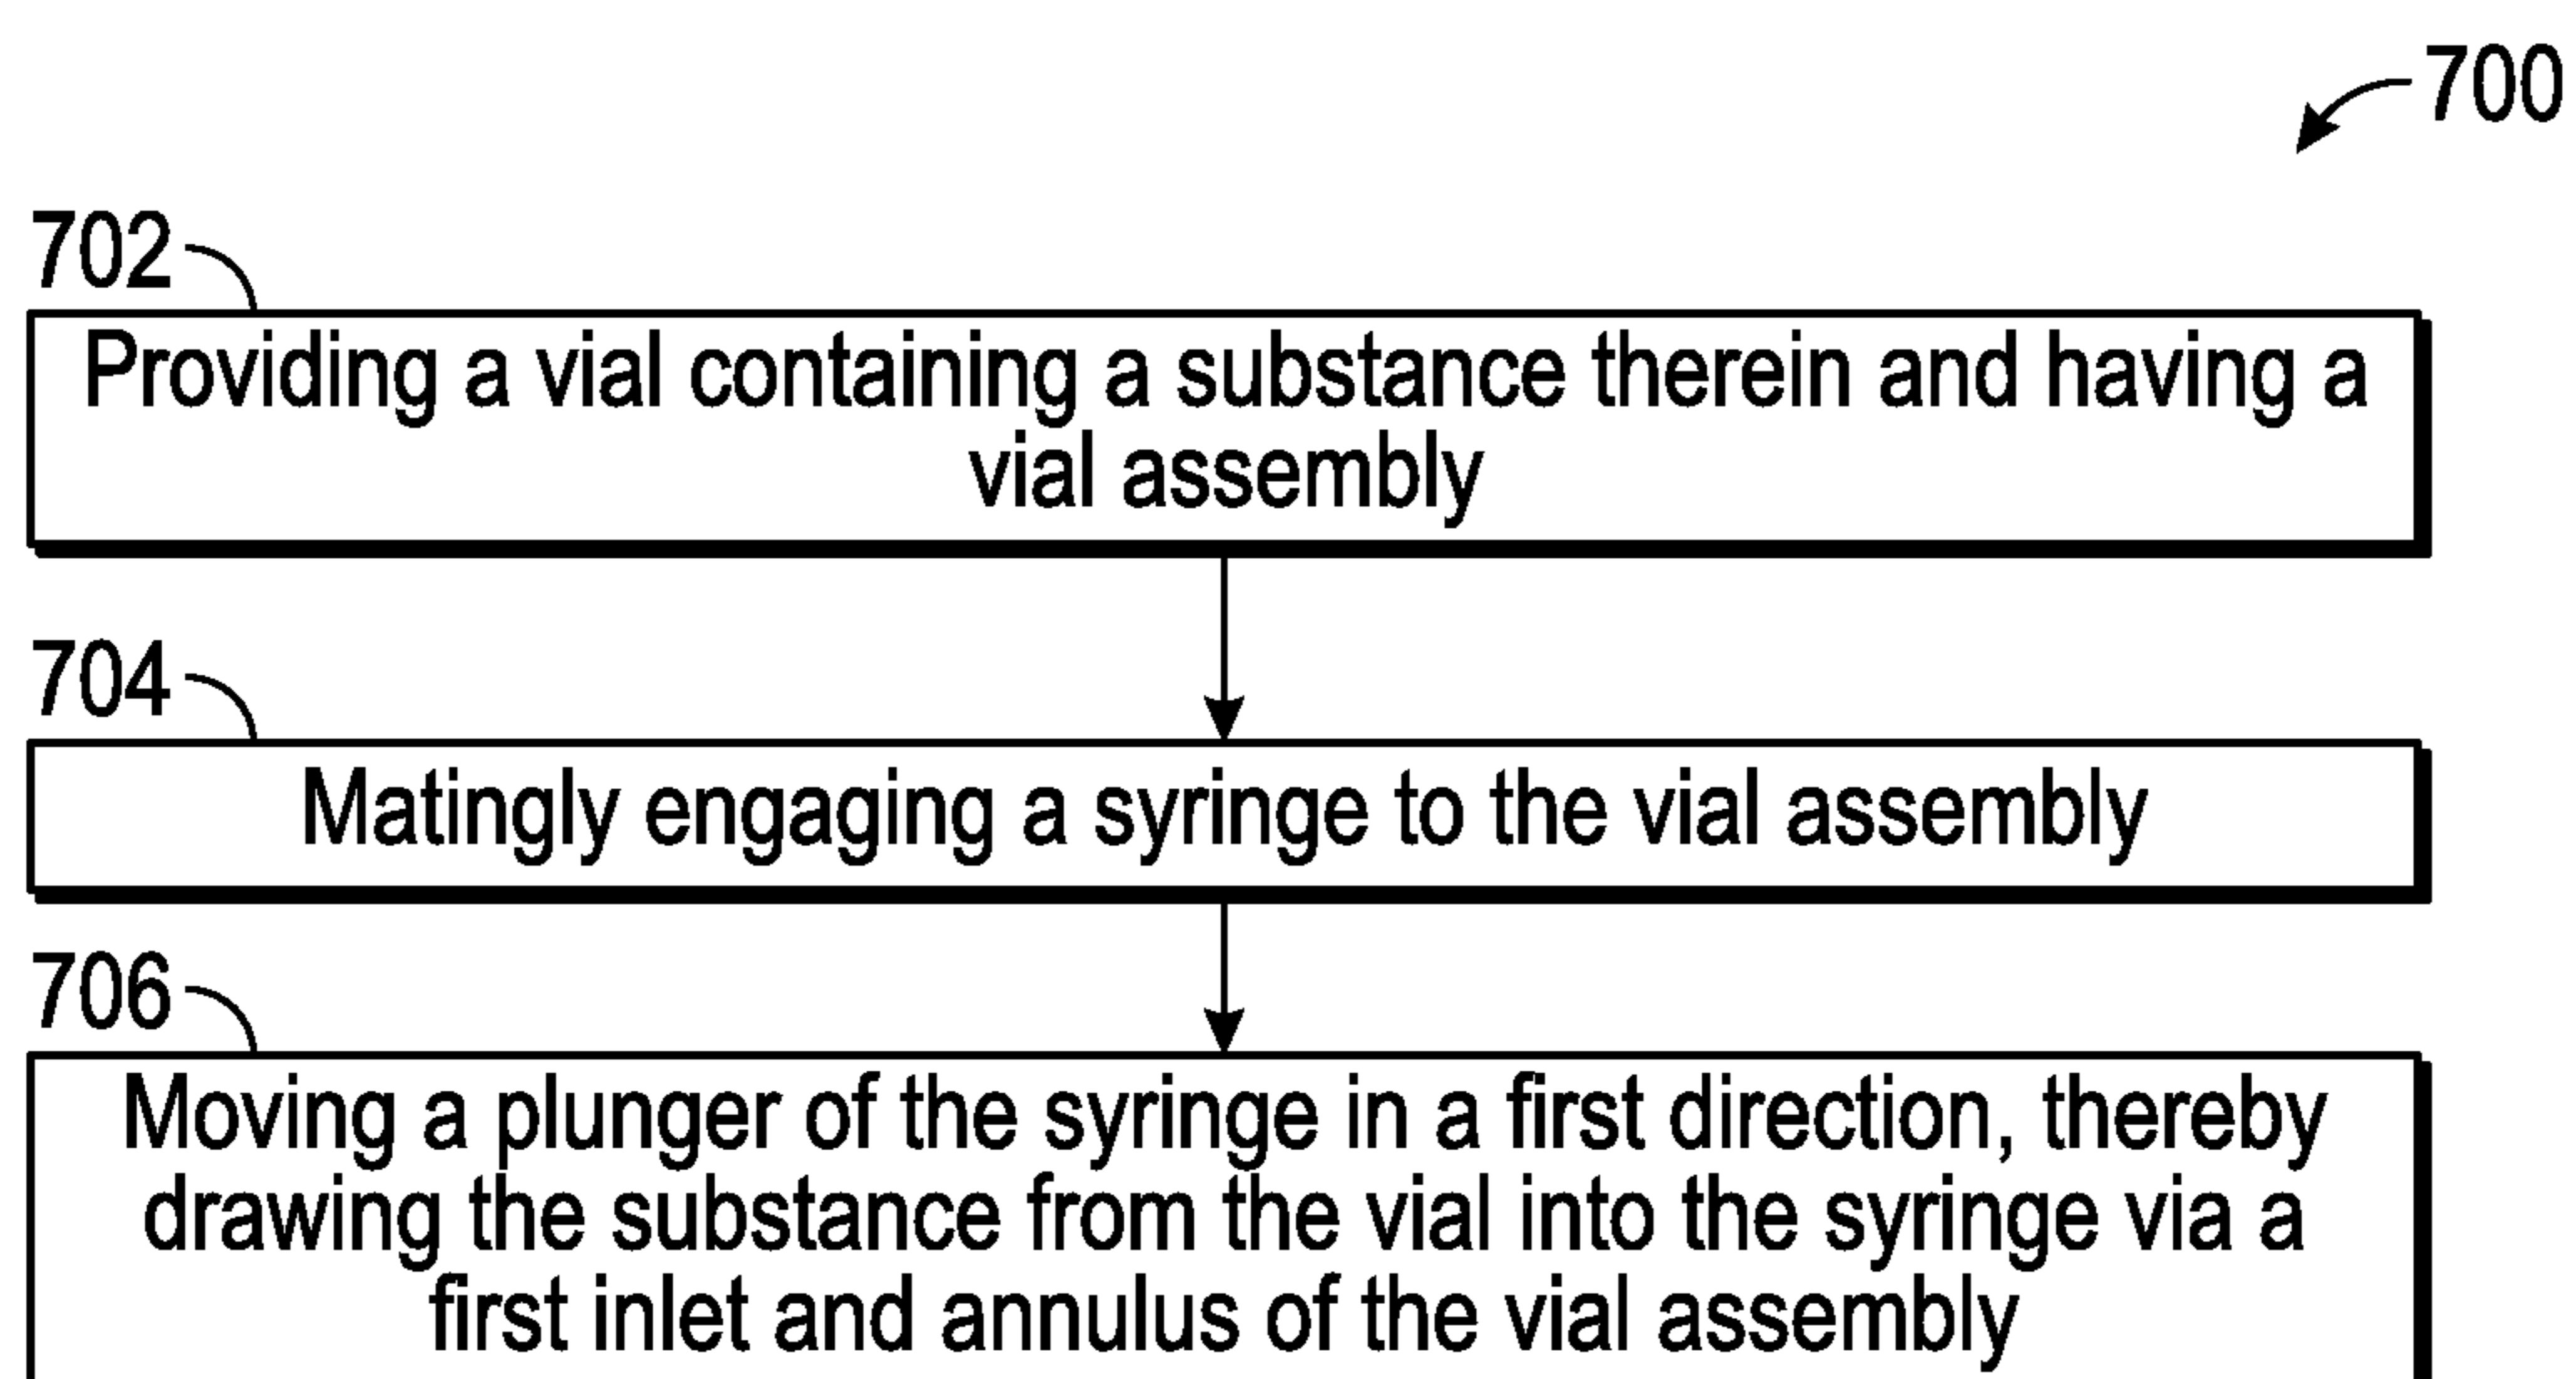 700
702
Providing a vial containing a substance therein and having a
vial assembly
704
Matingly engaging a syringe to the vial assembly
706
Moving a plunger of the syringe in a first direction, thereby
drawing the substance from the vial into the syringe via a
first inlet and annulus of the vial assembly